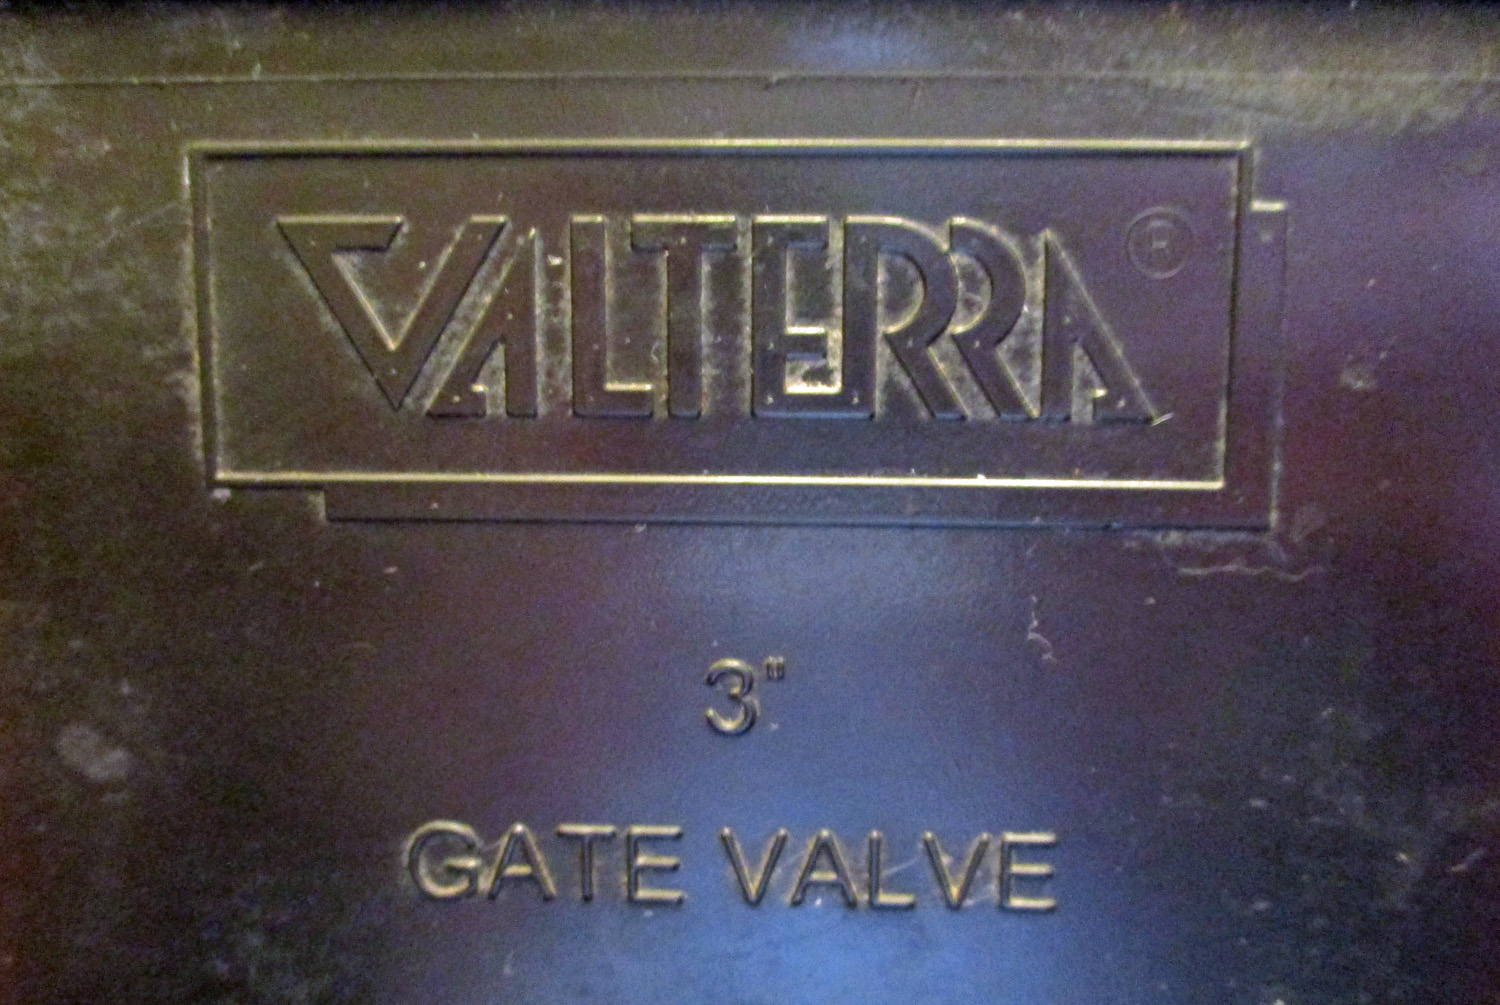 VALTERRA ®
3"
GATE VALVE